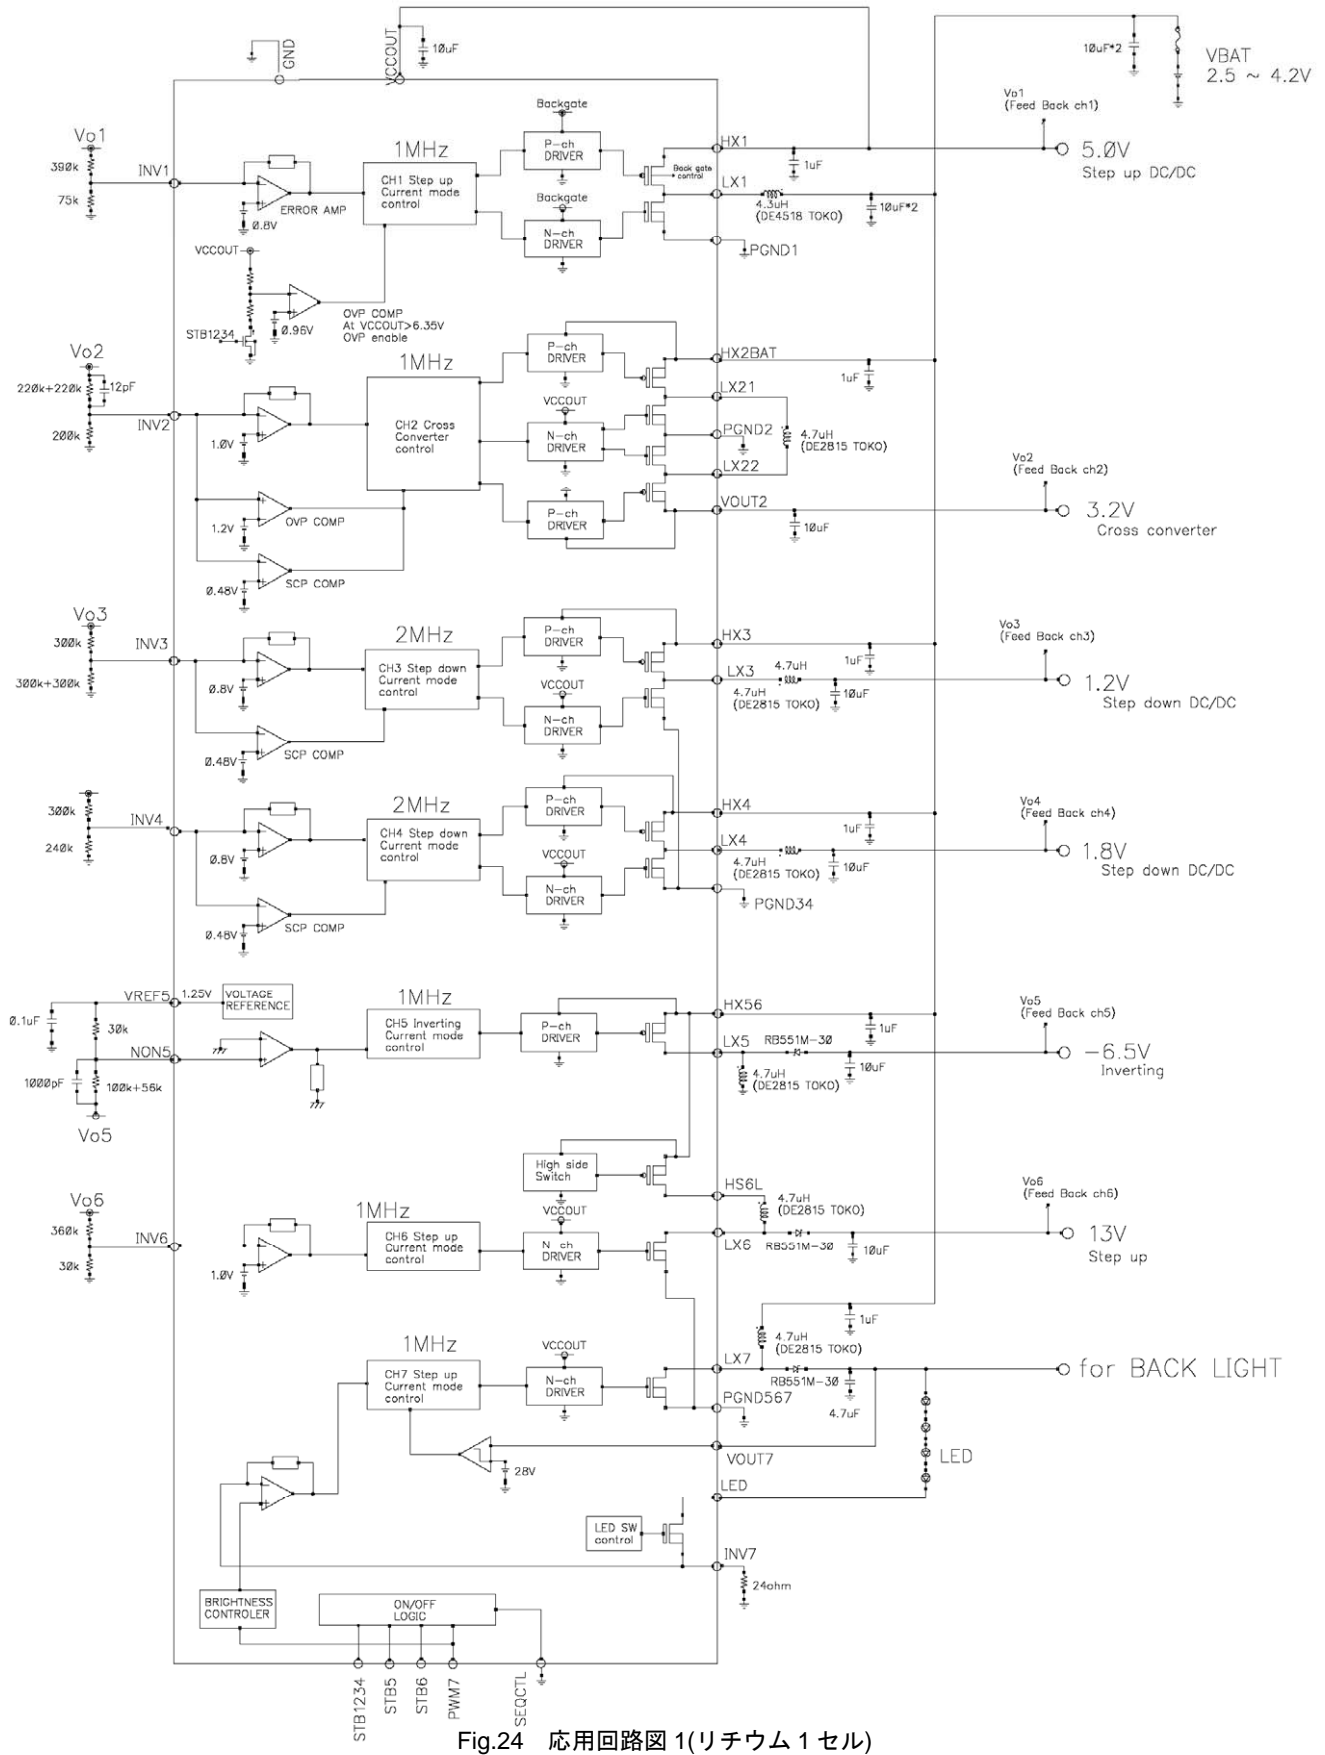 GND
VCCOUT
10uF
10uF*2
VBAT
2.5 ~ 4.2V
Vo1
(Feed Back ch1)
Vo1
390k
75k
INV1
ERROR AMP
0.8V
1MHz
CH1 Step up
Current mode
control
Backgate
P-ch
DRIVER
Backgate
N-ch
DRIVER
Back gate
control
HX1
1uF
5.0V
Step up DC/DC
LX1
4.3uH
(DE4518 TOKO)
10uF*2
PGND1
VCCOUT
STB1234
0.96V
OVP COMP
At VCCOUT>6.35V
OVP enable
Vo2
220k+220k
12pF
200k
INV2
1.0V
1MHz
CH2 Cross
Converter
control
P-ch
DRIVER
VCCOUT
N-ch
DRIVER
P-ch
DRIVER
HX2BAT
1uF
LX21
PGND2
4.7uH
(DE2815 TOKO)
LX22
VOUT2
10uF
Vo2
(Feed Back ch2)
3.2V
Cross converter
1.2V
OVP COMP
0.48V
SCP COMP
Vo3
300k
300k+300k
INV3
0.8V
2MHz
CH3 Step down
Current mode
control
P-ch
DRIVER
VCCOUT
N-ch
DRIVER
HX3
1uF
LX3
4.7uH
4.7uH
(DE2815 TOKO)
10uF
Vo3
(Feed Back ch3)
1.2V
Step down DC/DC
0.48V
SCP COMP
300k
240k
INV4
0.8V
2MHz
CH4 Step down
Current mode
control
P-ch
DRIVER
VCCOUT
N-ch
DRIVER
HX4
1uF
LX4
4.7uH
(DE2815 TOKO)
10uF
Vo4
(Feed Back ch4)
1.8V
Step down DC/DC
PGND34
0.48V
SCP COMP
VREF5
1.25V
VOLTAGE
REFERENCE
0.1uF
30k
NON5
1000pF
100k+56k
Vo5
1MHz
CH5 Inverting
Current mode
control
P-ch
DRIVER
HX56
1uF
LX5
RB551M-30
4.7uH
(DE2815 TOKO)
10uF
Vo5
(Feed Back ch5)
-6.5V
Inverting
High side
Switch
HS6L
4.7uH
(DE2815 TOKO)
Vo6
360k
30k
INV6
1.0V
1MHz
CH6 Step up
Current mode
control
VCCOUT
N ch
DRIVER
LX6
RB551M-30
10uF
Vo6
(Feed Back ch6)
13V
Step up
1uF
4.7uH
(DE2815 TOKO)
1MHz
CH7 Step up
Current mode
control
VCCOUT
N-ch
DRIVER
LX7
RB551M-30
4.7uF
PGND567
for BACK LIGHT
28V
VOUT7
LED
LED
LED SW
control
INV7
24ohm
BRIGHTNESS
CONTROLER
ON/OFF
LOGIC
STB1234
STB5
STB6
PWM7
SEQCTL
Fig.24 応用回路図 1(リチウム 1 セル)